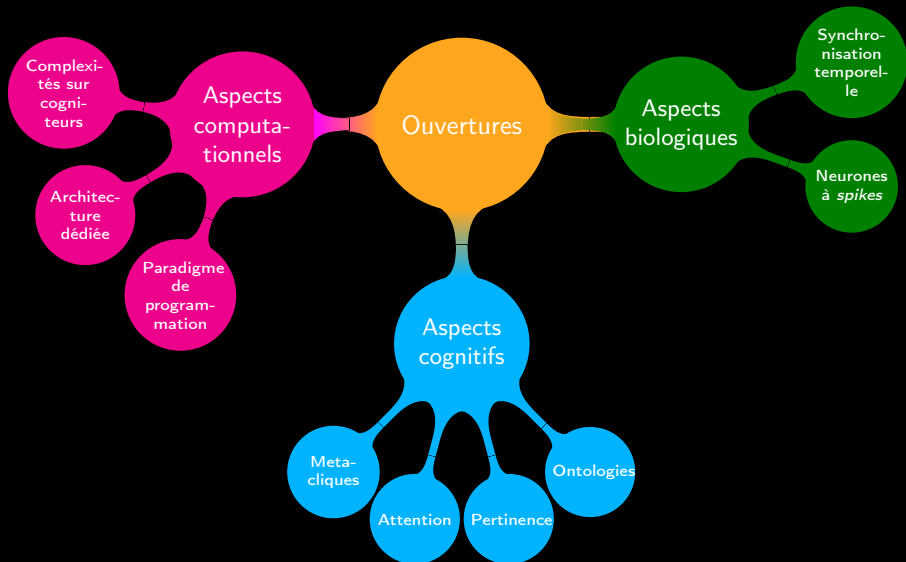 Ouvertures
Aspects
computa-
tionnels
Complexi-
tés sur
cogni-
teurs
Architec-
ture
dédiée
Paradigme
de
program-
mation
Aspects
cognitifs
Meta-
cliques
Attention
Pertinence
Ontologies
Aspects
biologiques
Synchro-
nisation
temporel-
le
Neurones
à spikes